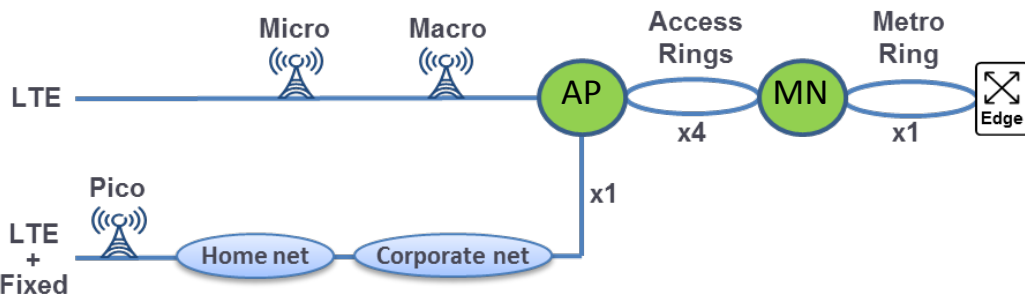 Micro
Macro
Access
Rings
Metro
Ring
LTE
AP
MN
Edge
x4
x1
Pico
x1
LTE
+
Fixed
Home net
Corporate net